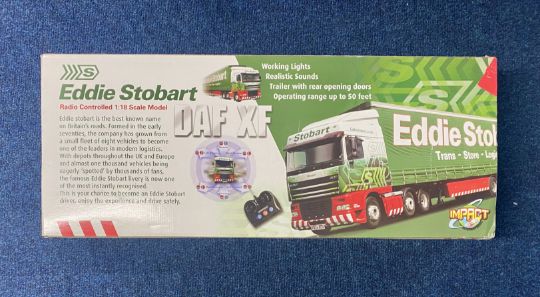 S
Eddie Stobart
Radio Controlled 1:18 Scale Model
DAF XF
Working Lights
Realistic Sounds
Trailer with rear opening doors
Operating range up to 50 feet
Eddie stobart is the best known name
on Britain's roads. Formed in the early
seventies, the company has grown from
a small fleet of eight vehicles to become
one of the leaders in modern logistics.
With depots throughout the UK and Europe
and almost one thousand vehicles being
eagerly 'spotted' by thousands of fans,
the famous Eddie Stobart livery is now one
of the most instantly recognised.
This is your chance to become an Eddie Stobart
driver, enjoy the experience and drive safely.
Stobart
Eddie Stob
Trans - Store - Logi
S
IMPACT